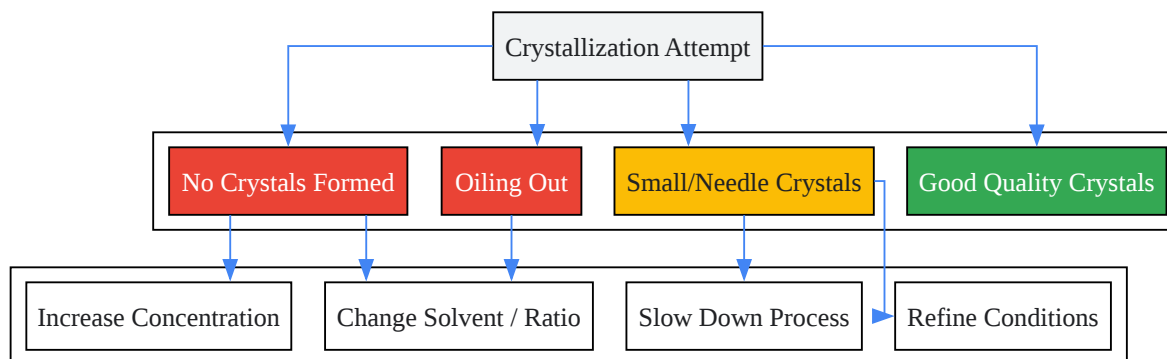 Crystallization Attempt
No Crystals Formed
Oiling Out
Small/Needle Crystals
Good Quality Crystals
Increase Concentration
Change Solvent / Ratio
Slow Down Process
Refine Conditions